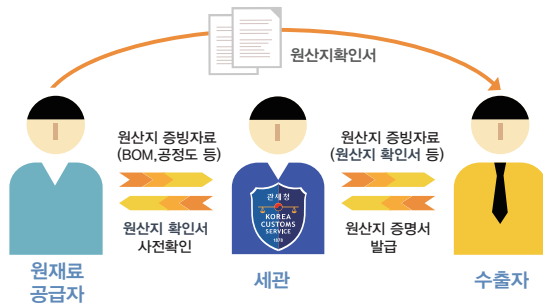 원산지확인서
원산지 증빙자료
(BOM,공정도 등)
원산지 확인서
사전확인
관세청
KOREA
CUSTOMS
SERVICE
1878
원산지 증빙자료
(원산지 확인서 등)
원산지 증명서
발급
원재료
공급자
세관
수출자